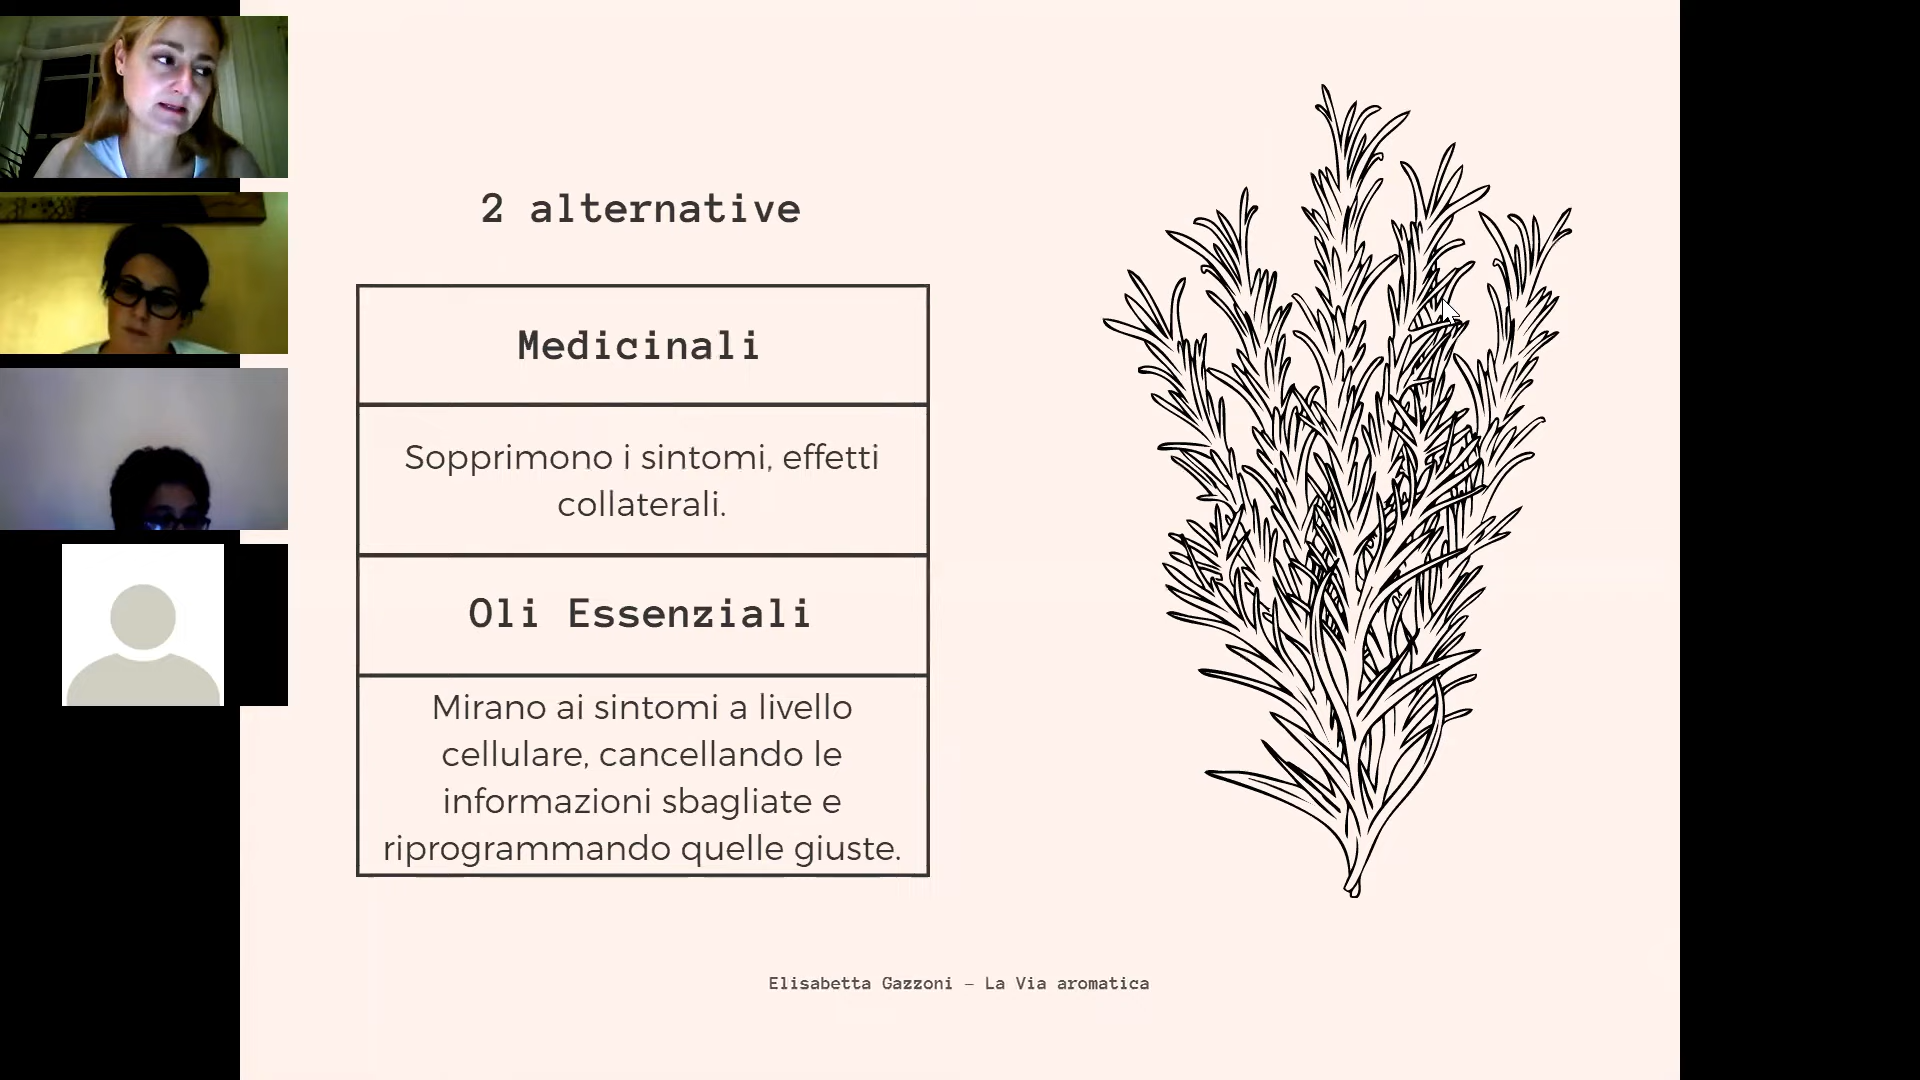 2 alternative
Medicinali
Sopprimono i sintomi, effetti
collaterali.
Oli Essenziali
Mirano ai sintomi a livello
cellulare, cancellando le
informazioni sbagliate e
riprogrammando quelle giuste.
Elisabetta Gazzoni – La Via aromatica